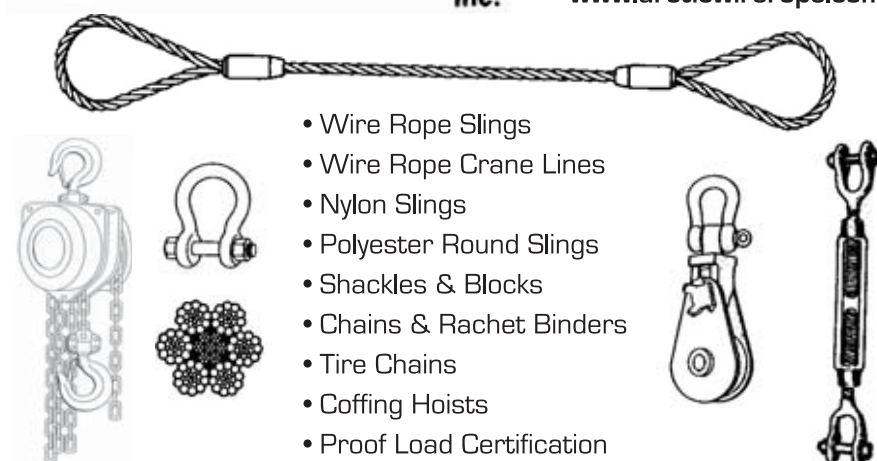 • Wire Rope Slings
• Wire Rope Crane Lines
• Nylon Slings
• Polyester Round Slings
• Shackles & Blocks
• Chains & Rachet Binders
• Tire Chains
• Coffing Hoists
• Proof Load Certification